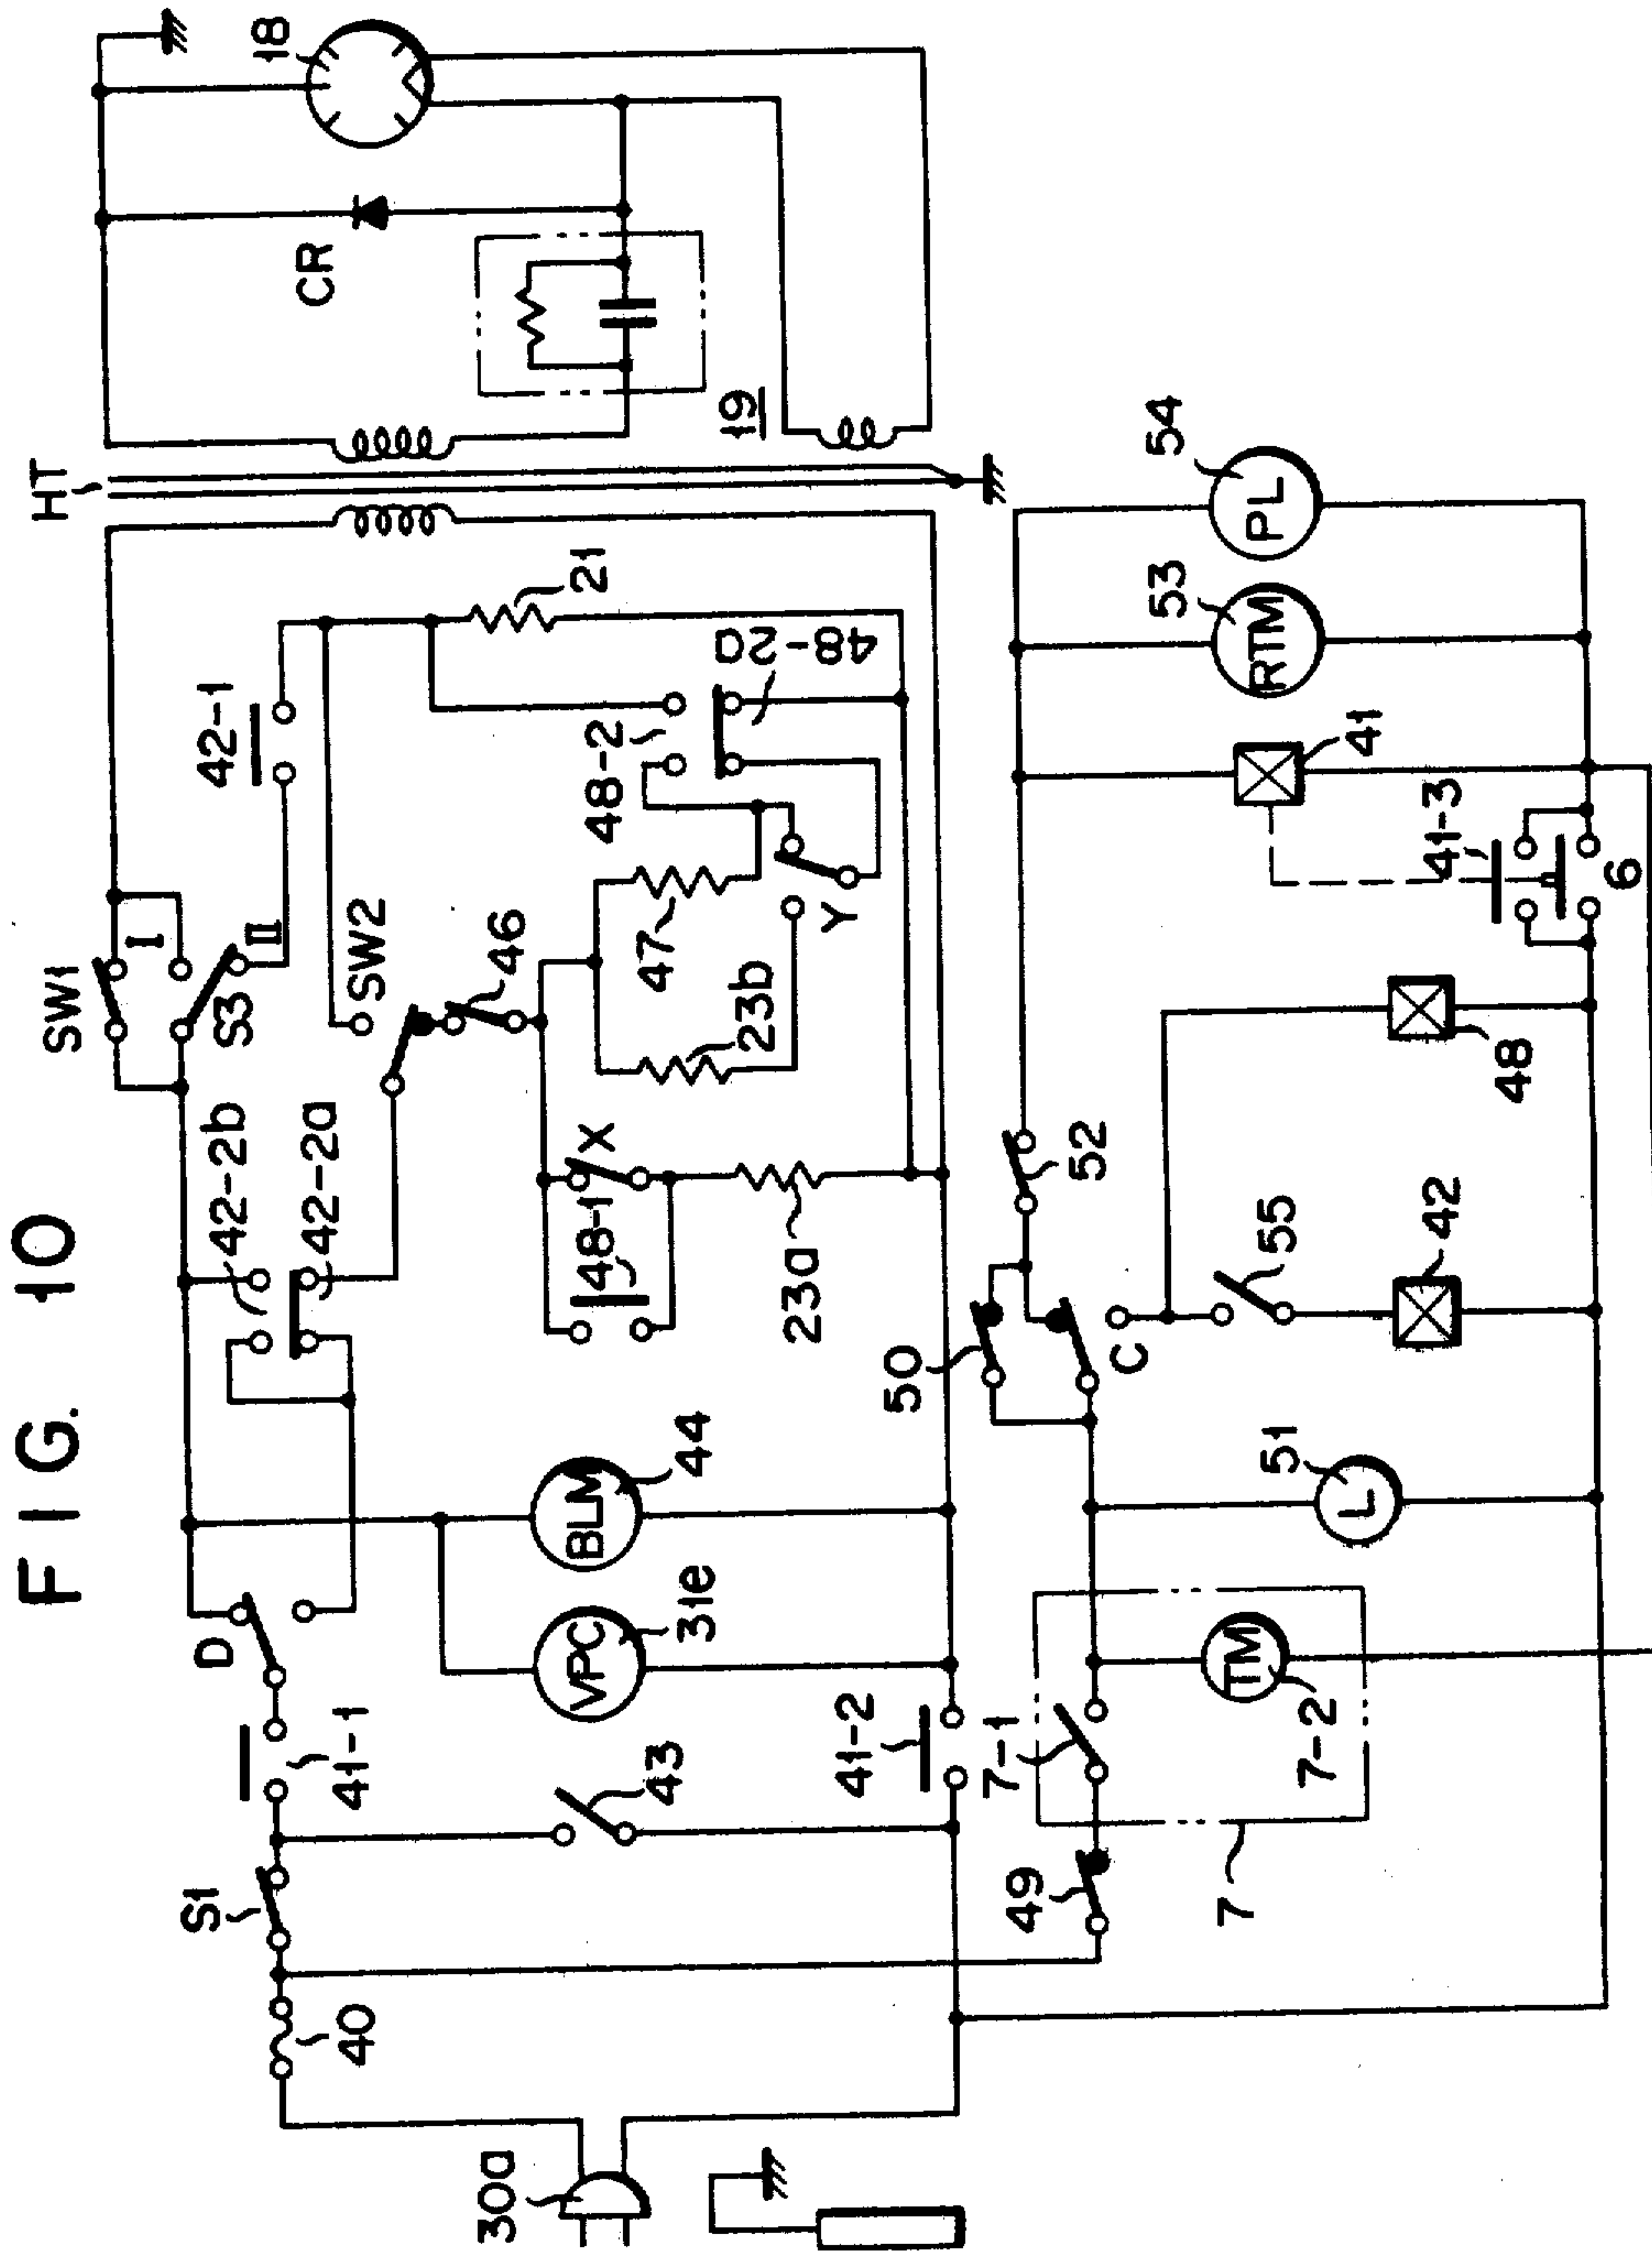 FIG. 10
HT
18
SW1
I
II
S3
42-1
CR
D
S1
42-2b
42-2a
SW2
46
21
19
40
41-1
48-2
48-2a
47
23b
Y
X
48-1
23a
BLM
44
VPC
31e
43
30a
41-2
50
52
C
49
7-1
7
TM
7-2
L
51
55
42
48
41-3
6
41
RTM
53
PL
54